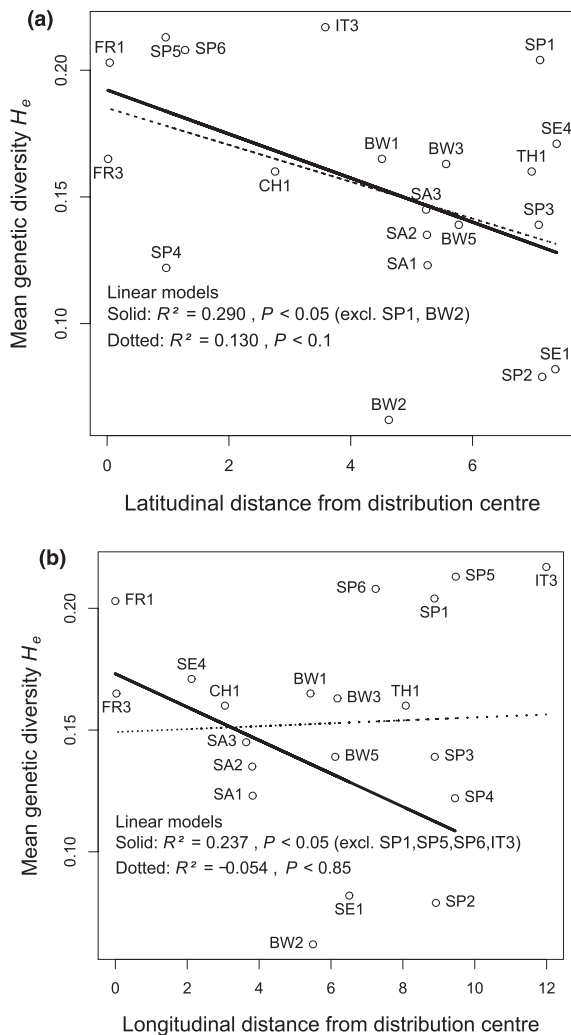 (a)
IT3
FR1
SP5
SP6
SP1
SE4
BW1
BW3
FR3
CH1
TH1
SA3
SP3
SA2
BW5
SA1
SP4
Linear models
Solid: R² = 0.290 , P < 0.05 (excl. SP1, BW2)
Dotted: R² = 0.130 , P < 0.1
SE1
SP2
BW2
0.20
0.15
0.10
Mean genetic diversity Hₑ
0 2 4 6
Latitudinal distance from distribution centre
(b)
SP5
IT3
SP6
SP1
FR1
SE4
CH1
BW1
BW3
TH1
FR3
SA3
SA2
BW5
SP3
SA1
SP4
Linear models
Solid: R² = 0.237 , P < 0.05 (excl. SP1,SP5,SP6,IT3)
Dotted: R² = −0.054 , P < 0.85
SE1
SP2
BW2
0.20
0.15
0.10
Mean genetic diversity Hₑ
0 2 4 6 8 10 12
Longitudinal distance from distribution centre